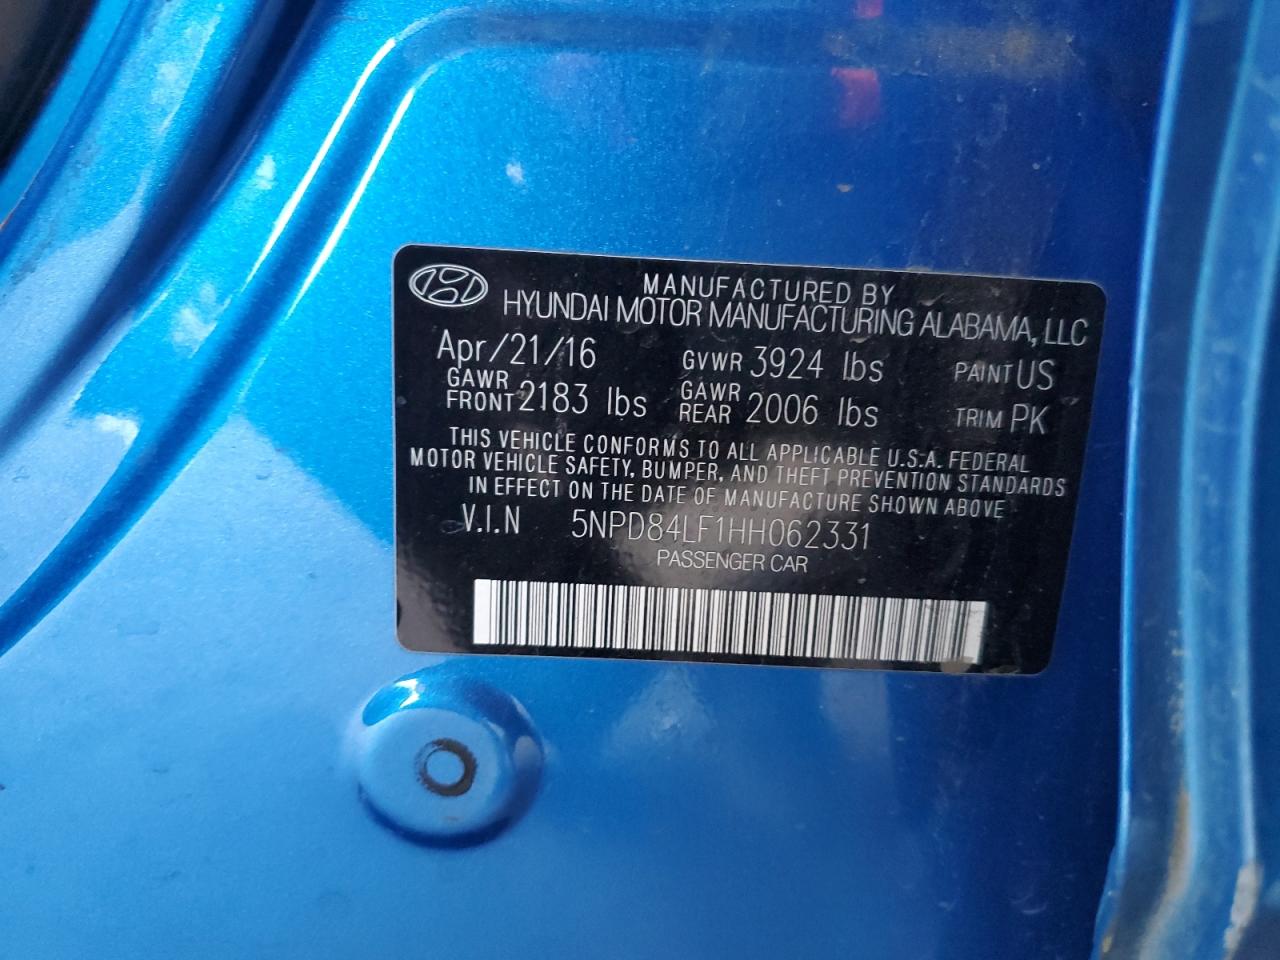 MANUFACTURED BY
HYUNDAI MOTOR MANUFACTURING ALABAMA, LLC
Apr/21/16 GVWR 3924 lbs PAINT US
GAWR FRONT 2183 lbs GAWR REAR 2006 lbs TRIM PK
THIS VEHICLE CONFORMS TO ALL APPLICABLE U.S.A. FEDERAL
MOTOR VEHICLE SAFETY, BUMPER, AND THEFT PREVENTION STANDARDS
IN EFFECT ON THE DATE OF MANUFACTURE SHOWN ABOVE
V.I.N 5NPD84LF1HH062331
PASSENGER CAR